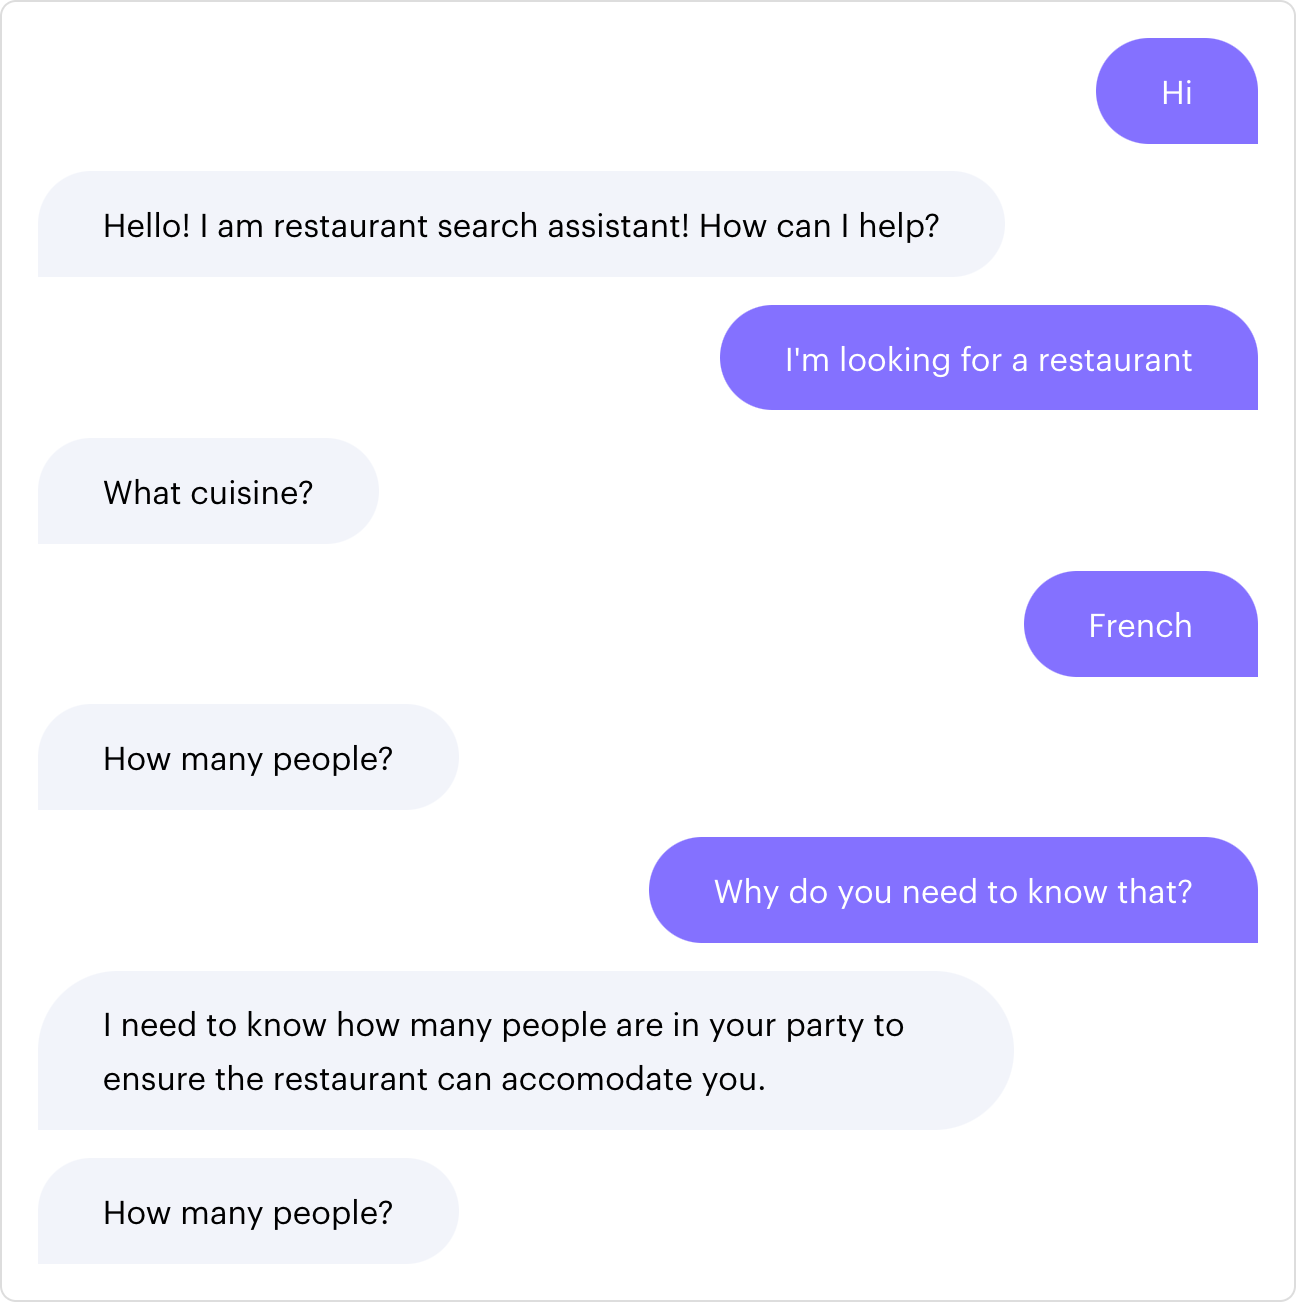 Hi
Hello! I am restaurant search assistant! How can I help?
I'm looking for a restaurant
What cuisine?
French
How many people?
Why do you need to know that?
I need to know how many people are in your party to
ensure the restaurant can accomodate you.
How many people?